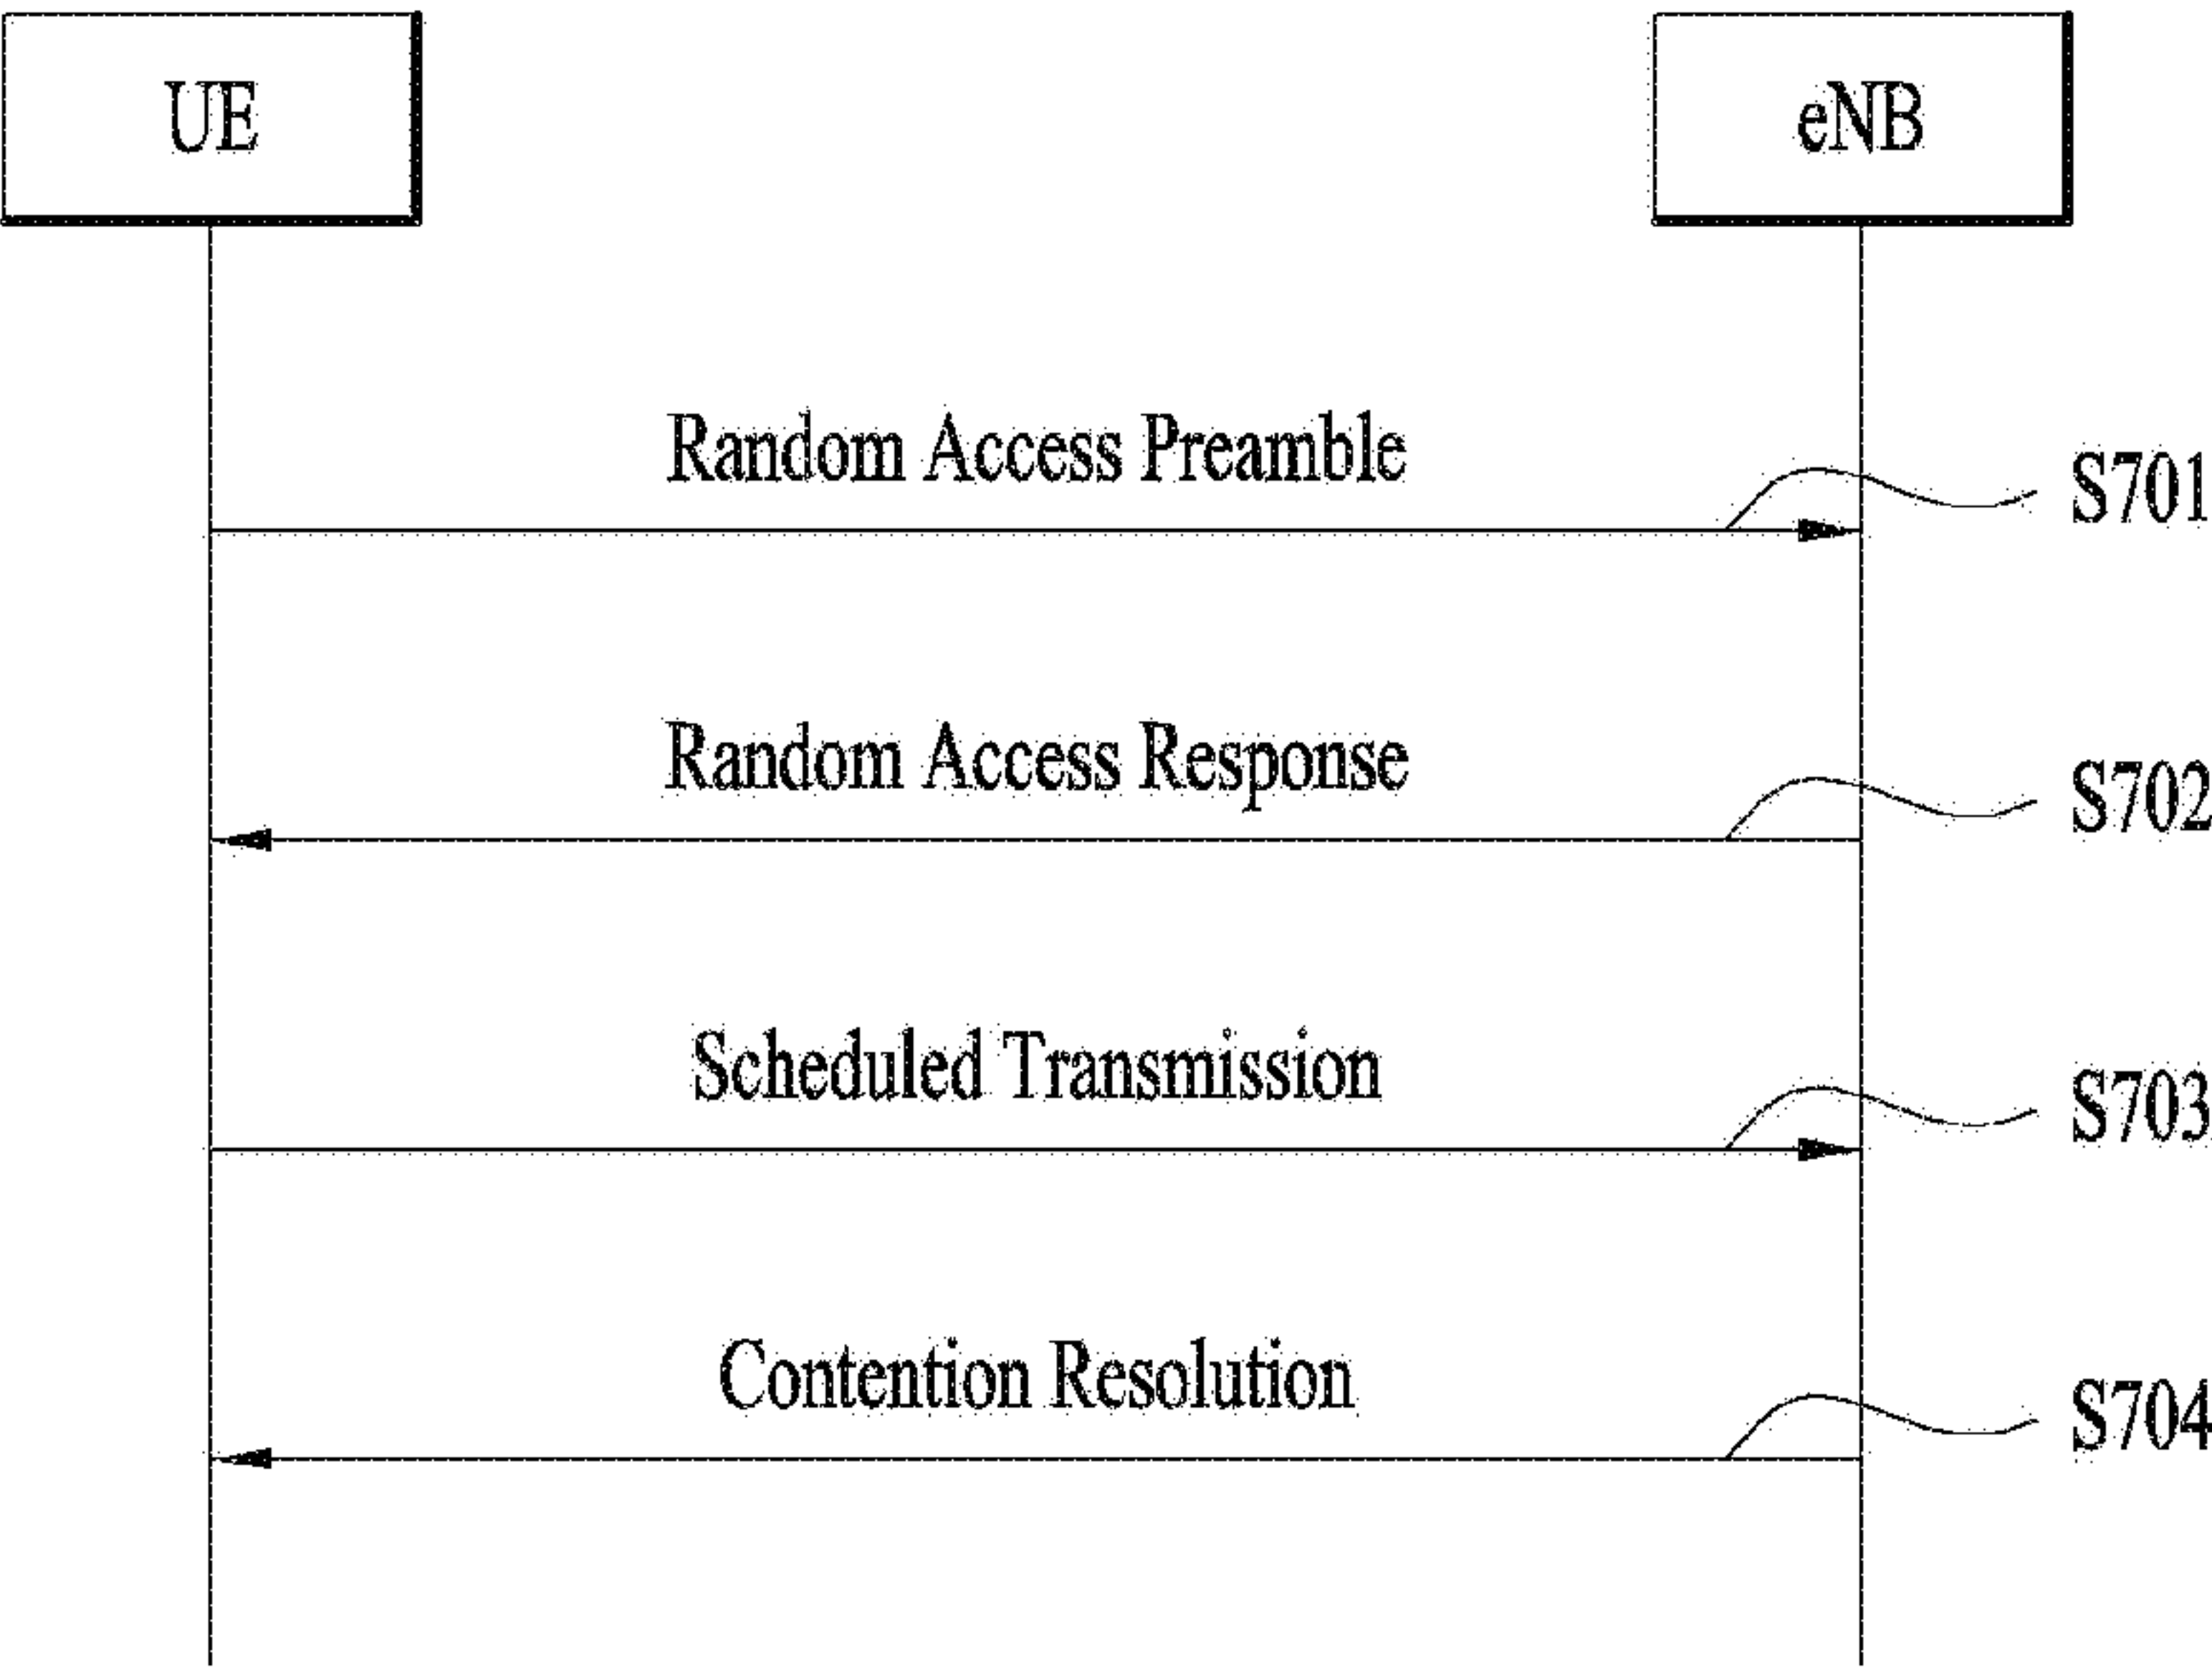 UE
eNB
Random Access Preamble
S701
Random Access Response
S702
Scheduled Transmission
S703
Contention Resolution
S704